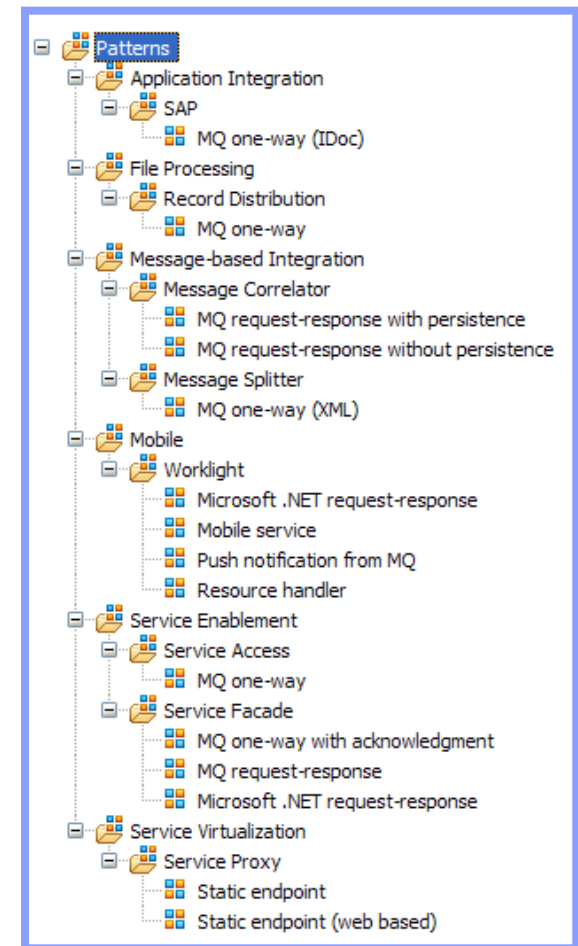 Patterns
Application Integration
SAP
MQ one-way (IDoc)
File Processing
Record Distribution
MQ one-way
Message-based Integration
Message Correlator
MQ request-response with persistence
MQ request-response without persistence
Message Splitter
MQ one-way (XML)
Mobile
Worklight
Microsoft .NET request-response
Mobile service
Push notification from MQ
Resource handler
Service Enablement
Service Access
MQ one-way
Service Facade
MQ one-way with acknowledgment
MQ request-response
Microsoft .NET request-response
Service Virtualization
Service Proxy
Static endpoint
Static endpoint (web based)